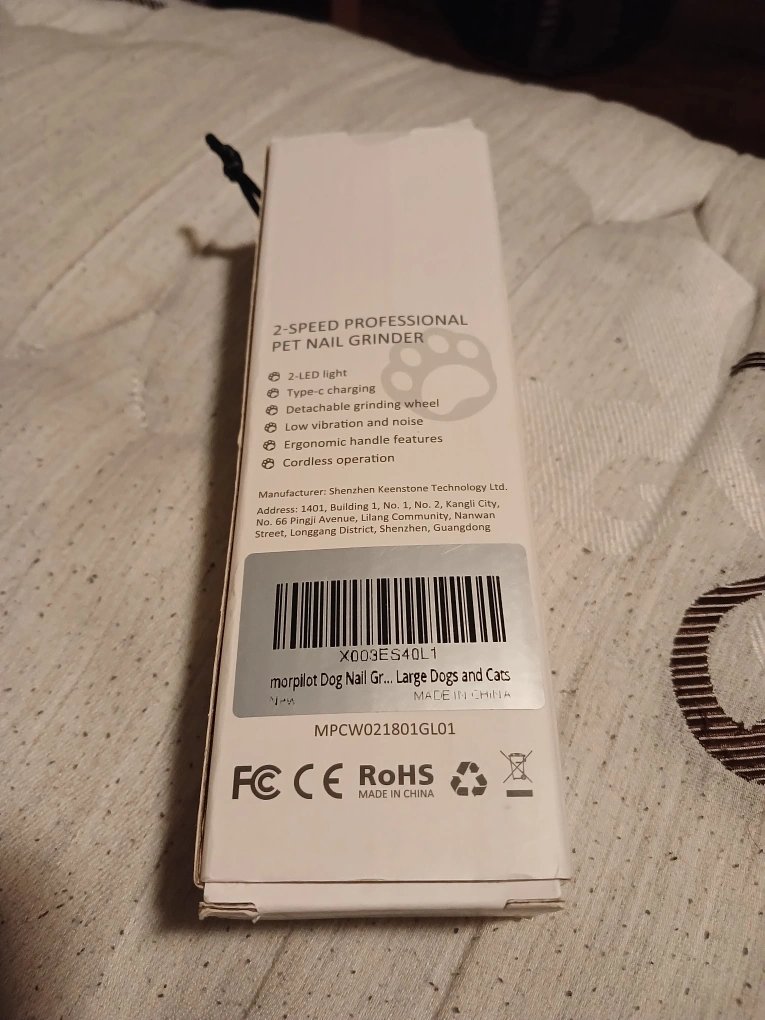 2-SPEED PROFESSIONAL
PET NAIL GRINDER
2-LED light
Type-c charging
Detachable grinding wheel
Low vibration and noise
Ergonomic handle features
Cordless operation
Manufacturer: Shenzhen Keenstone Technology Ltd.
Address: 1401, Building 1, No. 1, No. 2, Kangli City,
No. 66 Pingji Avenue, Lilang Community, Nanwan
Street, Longgang District, Shenzhen, Guangdong
X003ES40L1
morpilot Dog Nail Gr... Large Dogs and Cats
New MADE IN CHINA
MPCW021801GL01
FC CE RoHS
MADE IN CHINA